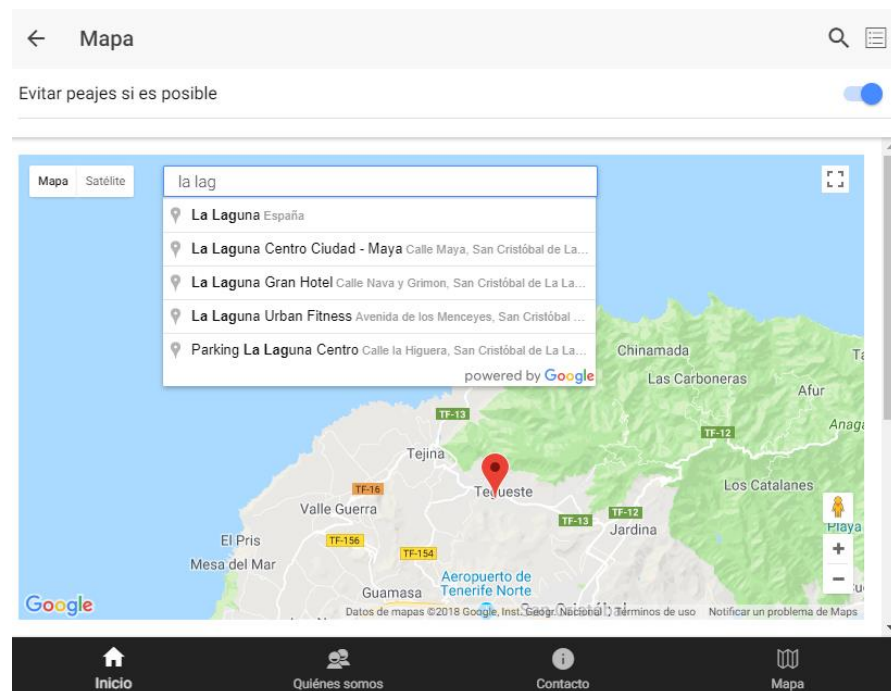 Mapa
Evitar peajes si es posible
Mapa Satélite
la lag
La Laguna España
La Laguna Centro Ciudad - Maya Calle Maya, San Cristóbal de La...
La Laguna Gran Hotel Calle Nava y Grimon, San Cristóbal de La La...
La Laguna Urban Fitness Avenida de los Menceyes, San Cristóbal ...
Parking La Laguna Centro Calle la Higuera, San Cristóbal de La La...
powered by Google
Chinamada
Las Carboneras
Afur
TF-13
TF-12
Tejina
Tegueste
Los Catalanes
TF-16
Valle Guerra
TF-13
TF-12
Jardina
Playa
El Pris
TF-156
Mesa del Mar
TF-154
Aeropuerto de
Tenerife Norte
Guamasa
Google
Datos de mapas ©2018 Google, Inst. Geogr. Nacional
Términos de uso
Notificar un problema de Maps
Inicio
Quiénes somos
Contacto
Mapa